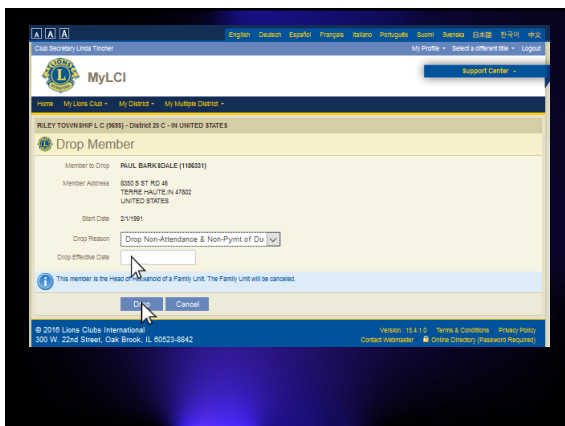 A A A English Deutsch Español Français Italiano Português Suomi Svenska 日本語 한국어 中文
Club Secretary Linda Tincher My Profile Select a different title Logout
LIONS
MyLCI
Support Center
Home My Lions Club My District My Multiple District
RILEY TOWNSHIP L C (9695) - District 25 C - IN UNITED STATES
Drop Member
Member to Drop PAUL BARKSDALE (1186331)
Member Address 8350 S ST RD 46
TERRE HAUTE, IN 47802
UNITED STATES
Start Date 2/1/1991
Drop Reason Drop Non-Attendance & Non-Pymt of Du
Drop Effective Date
This member is the Head of Household of a Family Unit. The Family Unit will be canceled.
Drop Cancel
© 2016 Lions Clubs International Version : 15.4.1.0 Terms & Conditions Privacy Policy
300 W. 22nd Street, Oak Brook, IL 60523-8842 Contact Webmaster Online Directory (Password Required)